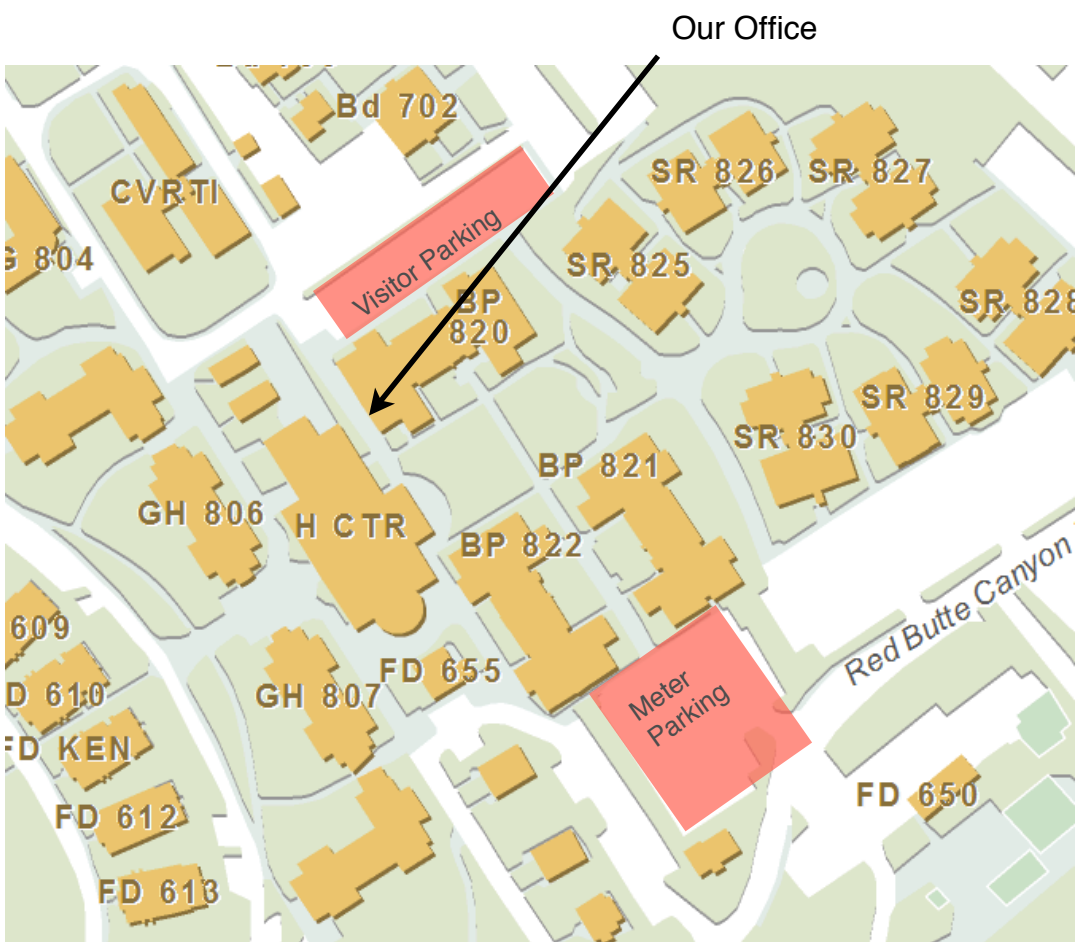 Our Office
Bd 702
CVRTI
SR 826
SR 827
G 804
Visitor Parking
SR 825
BP
820
SR 828
SR 829
SR 830
BP 821
GH 806
H CTR
BP 822
Red Butte Canyon
609
FD 655
D 610
GH 807
Meter
Parking
FD KEN
FD 612
FD 650
FD 613